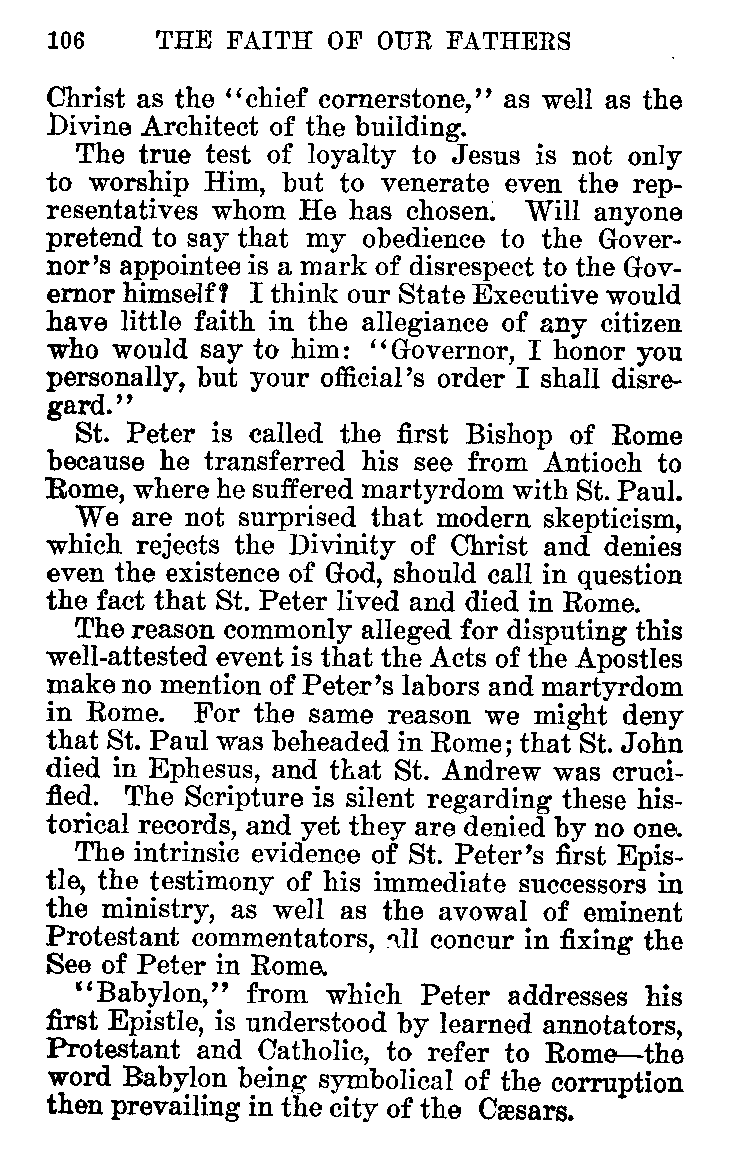 106 THE FAITH OF OUR FATHERS
Christ as the "chief cornerstone," as well as the
Divine Architect of the building.
The true test of loyalty to Jesus is not only
to worship Him, but to venerate even the rep-
resentatives whom He has chosen. Will anyone
pretend to say that my obedience to the Gover-
nor's appointee is a mark of disrespect to the Gov-
ernor himself? I think our State Executive would
have little faith in the allegiance of any citizen
who would say to him: "Governor, I honor you
personally, but your official's order I shall disre-
gard."
St. Peter is called the first Bishop of Rome
because he transferred his see from Antioch to
Rome, where he suffered martyrdom with St. Paul.
We are not surprised that modern skepticism,
which rejects the Divinity of Christ and denies
even the existence of God, should call in question
the fact that St. Peter lived and died in Rome.
The reason commonly alleged for disputing this
well-attested event is that the Acts of the Apostles
make no mention of Peter's labors and martyrdom
in Rome. For the same reason we might deny
that St. Paul was beheaded in Rome; that St. John
died in Ephesus, and that St. Andrew was cruci-
fied. The Scripture is silent regarding these his-
torical records, and yet they are denied by no one.
The intrinsic evidence of St. Peter's first Epis-
tle, the testimony of his immediate successors in
the ministry, as well as the avowal of eminent
Protestant commentators, all concur in fixing the
See of Peter in Rome.
"Babylon," from which Peter addresses his
first Epistle, is understood by learned annotators,
Protestant and Catholic, to refer to Rome—the
word Babylon being symbolical of the corruption
then prevailing in the city of the Cæsars.